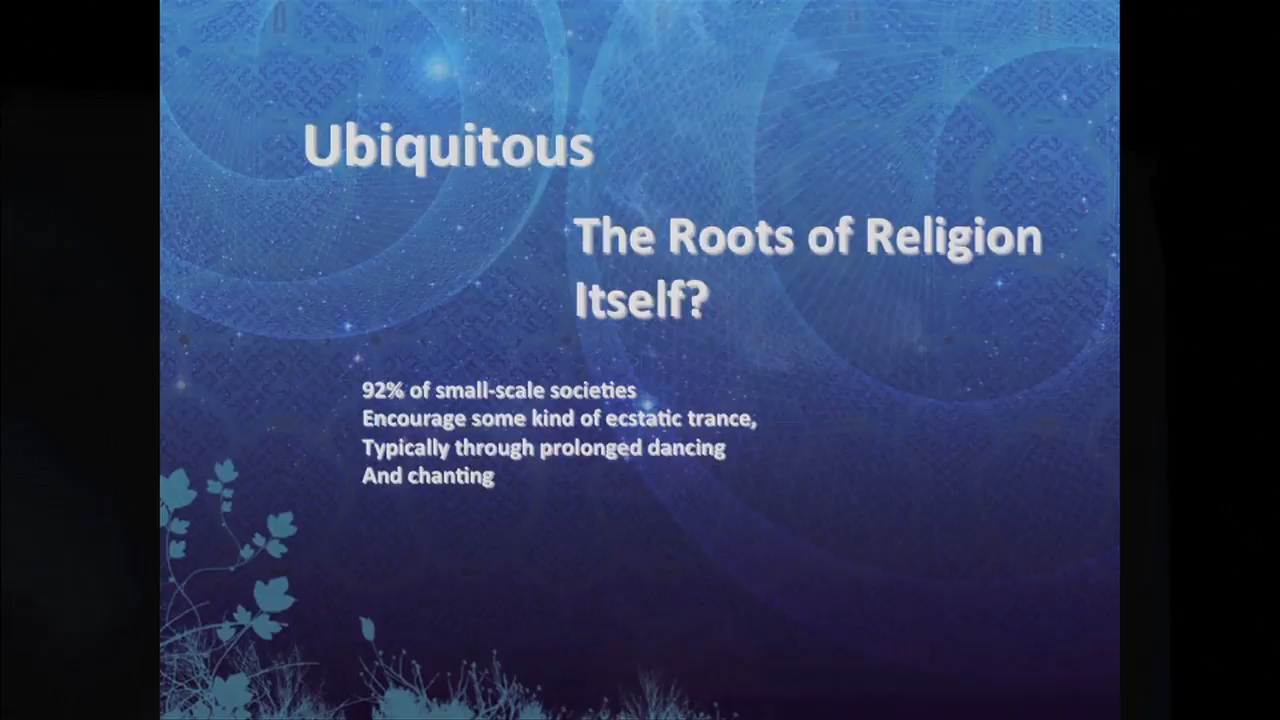 Ubiquitous
The Roots of Religion
Itself?
92% of small-scale societies
Encourage some kind of ecstatic trance,
Typically through prolonged dancing
And chanting